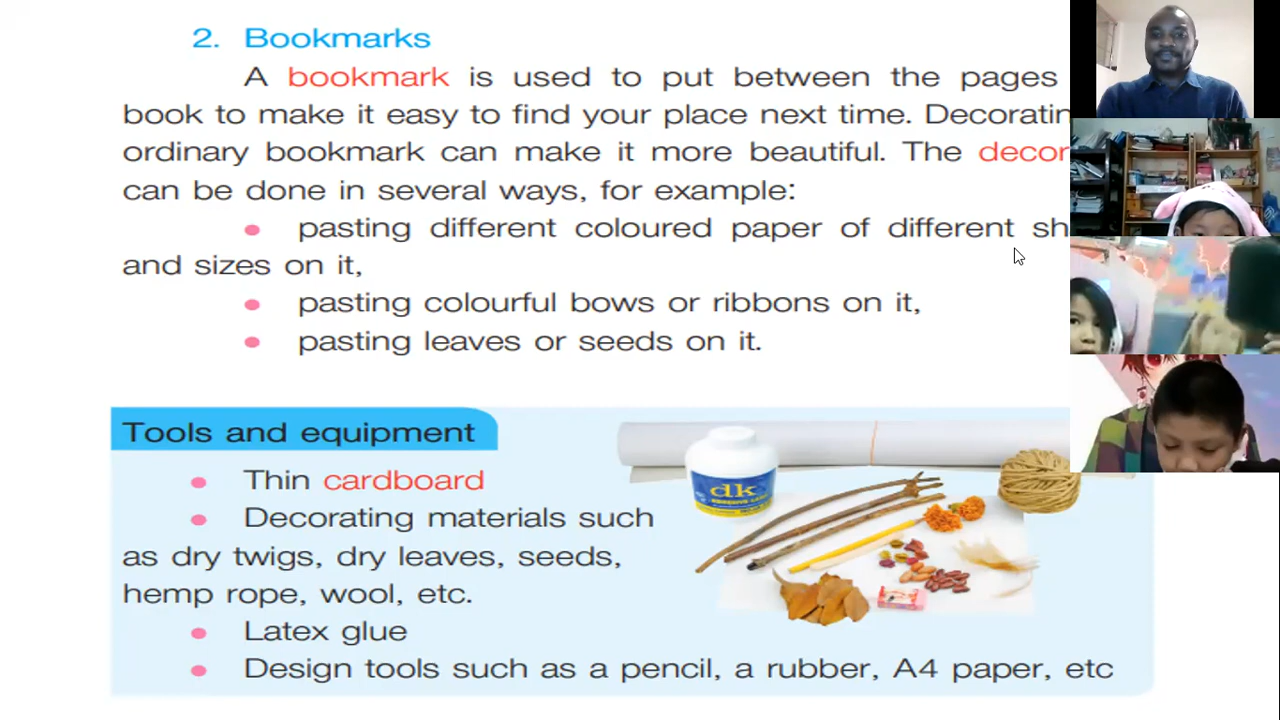 2. Bookmarks
A bookmark is used to put between the pages
book to make it easy to find your place next time.
ordinary bookmark can make it more beautiful. The
can be done in several ways, for example:
• pasting different coloured paper of different
and sizes on it,
• pasting colourful bows or ribbons on it,
• pasting leaves or seeds on it.
Tools and equipment
• Thin cardboard
• Decorating materials such
as dry twigs, dry leaves, seeds,
hemp rope, wool, etc.
• Latex glue
• Design tools such as a pencil, a rubber, A4 paper, etc
dk